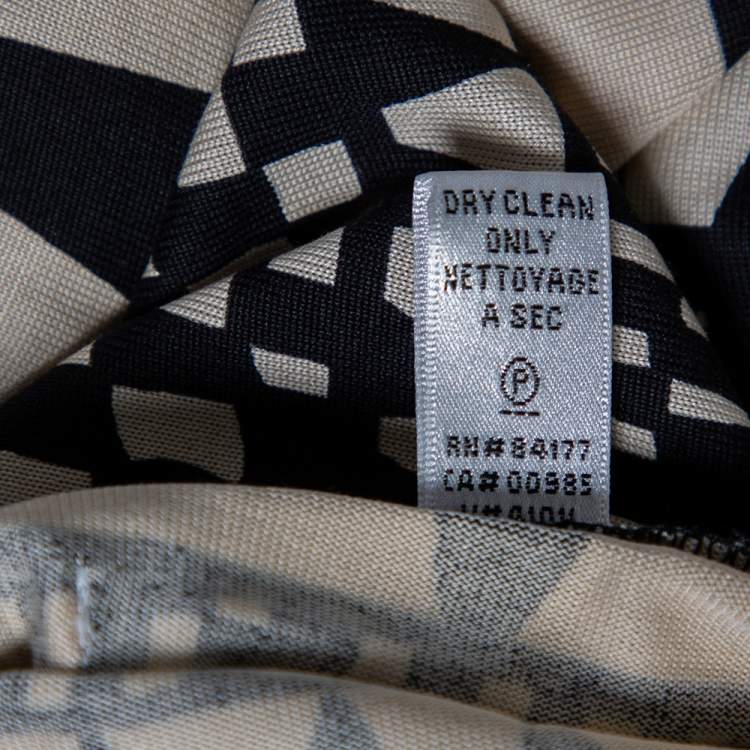 DRY CLEAN
ONLY
NETTOYAGE
A SEC
P
RN# 84177
CA# 00985